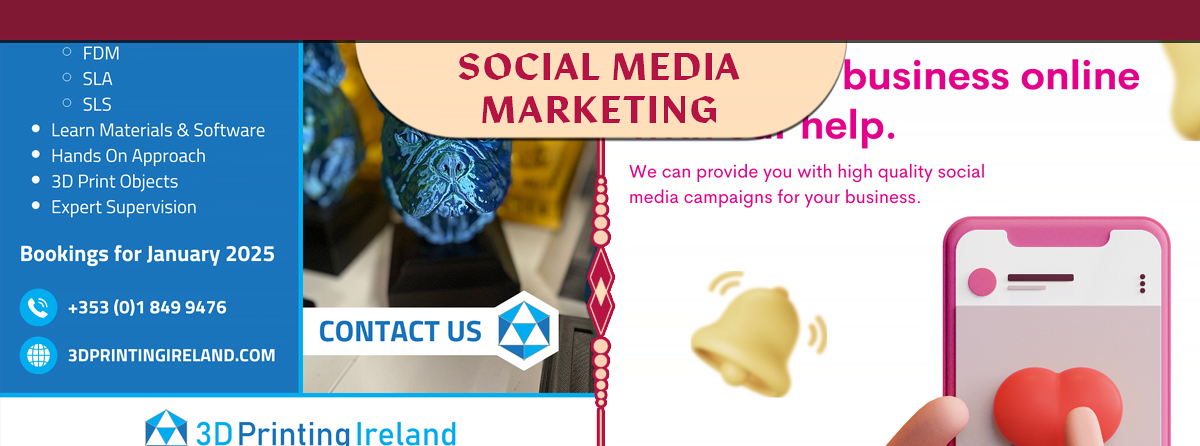 FDM
SLA
SLS
Learn Materials & Software
Hands On Approach
3D Print Objects
Expert Supervision
Bookings for January 2025
+353 (0)1 849 9476
3DPRINTINGIRELAND.COM
CONTACT US
3D Printing Ireland
SOCIAL MEDIA
MARKETING
business online
help.
We can provide you with high quality social
media campaigns for your business.